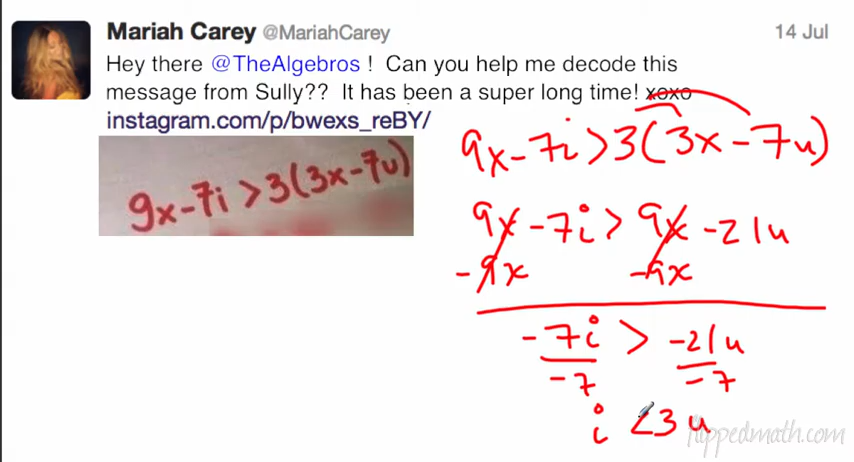 Mariah Carey @MariahCarey 14 Jul
Hey there @TheAlgebros ! Can you help me decode this
message from Sully?? It has been a super long time! xoxo
instagram.com/p/bwexs_reBY/
9x-7i>3(3x-7u)
9x-7i>3(3x-7u)
9x-7i>9x-21u
-9x -9x
-7i > -21u
-7 -7
i <3 u
flippedmath.com